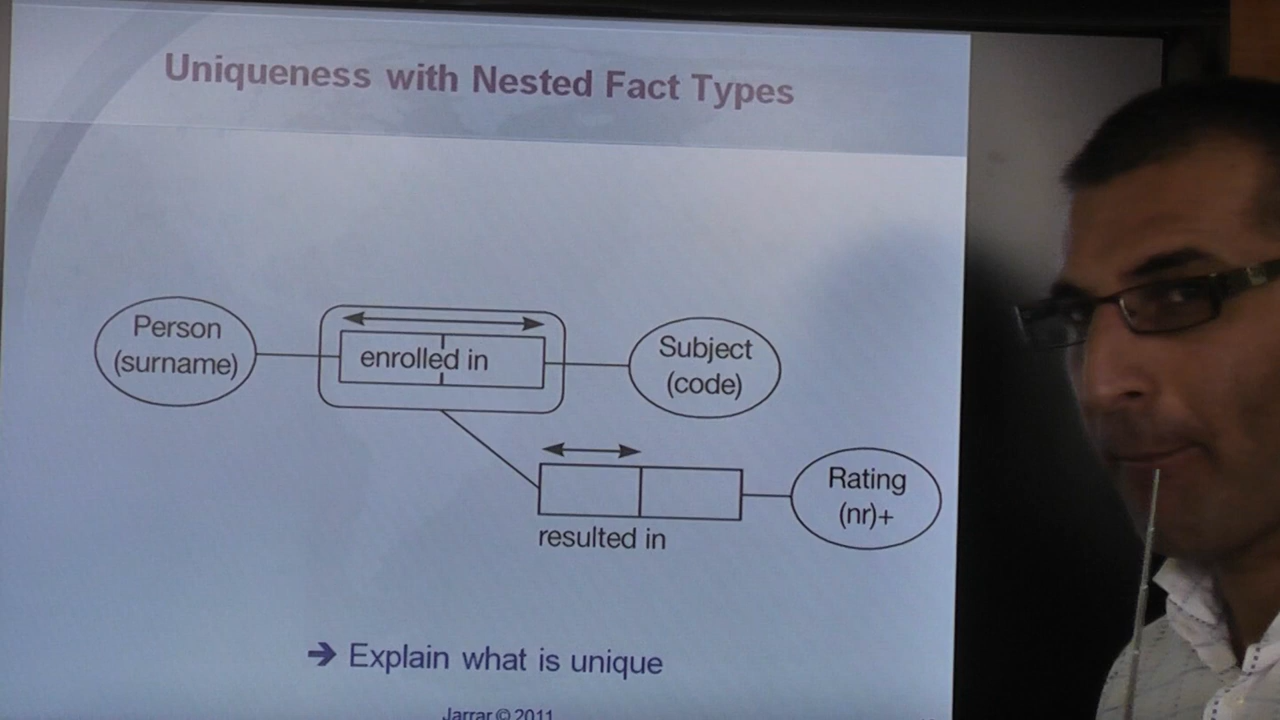 Uniqueness with Nested Fact Types
Person
(surname)
enrolled in
Subject
(code)
Rating
(nr)+
resulted in
➔ Explain what is unique
Jarrar © 2011